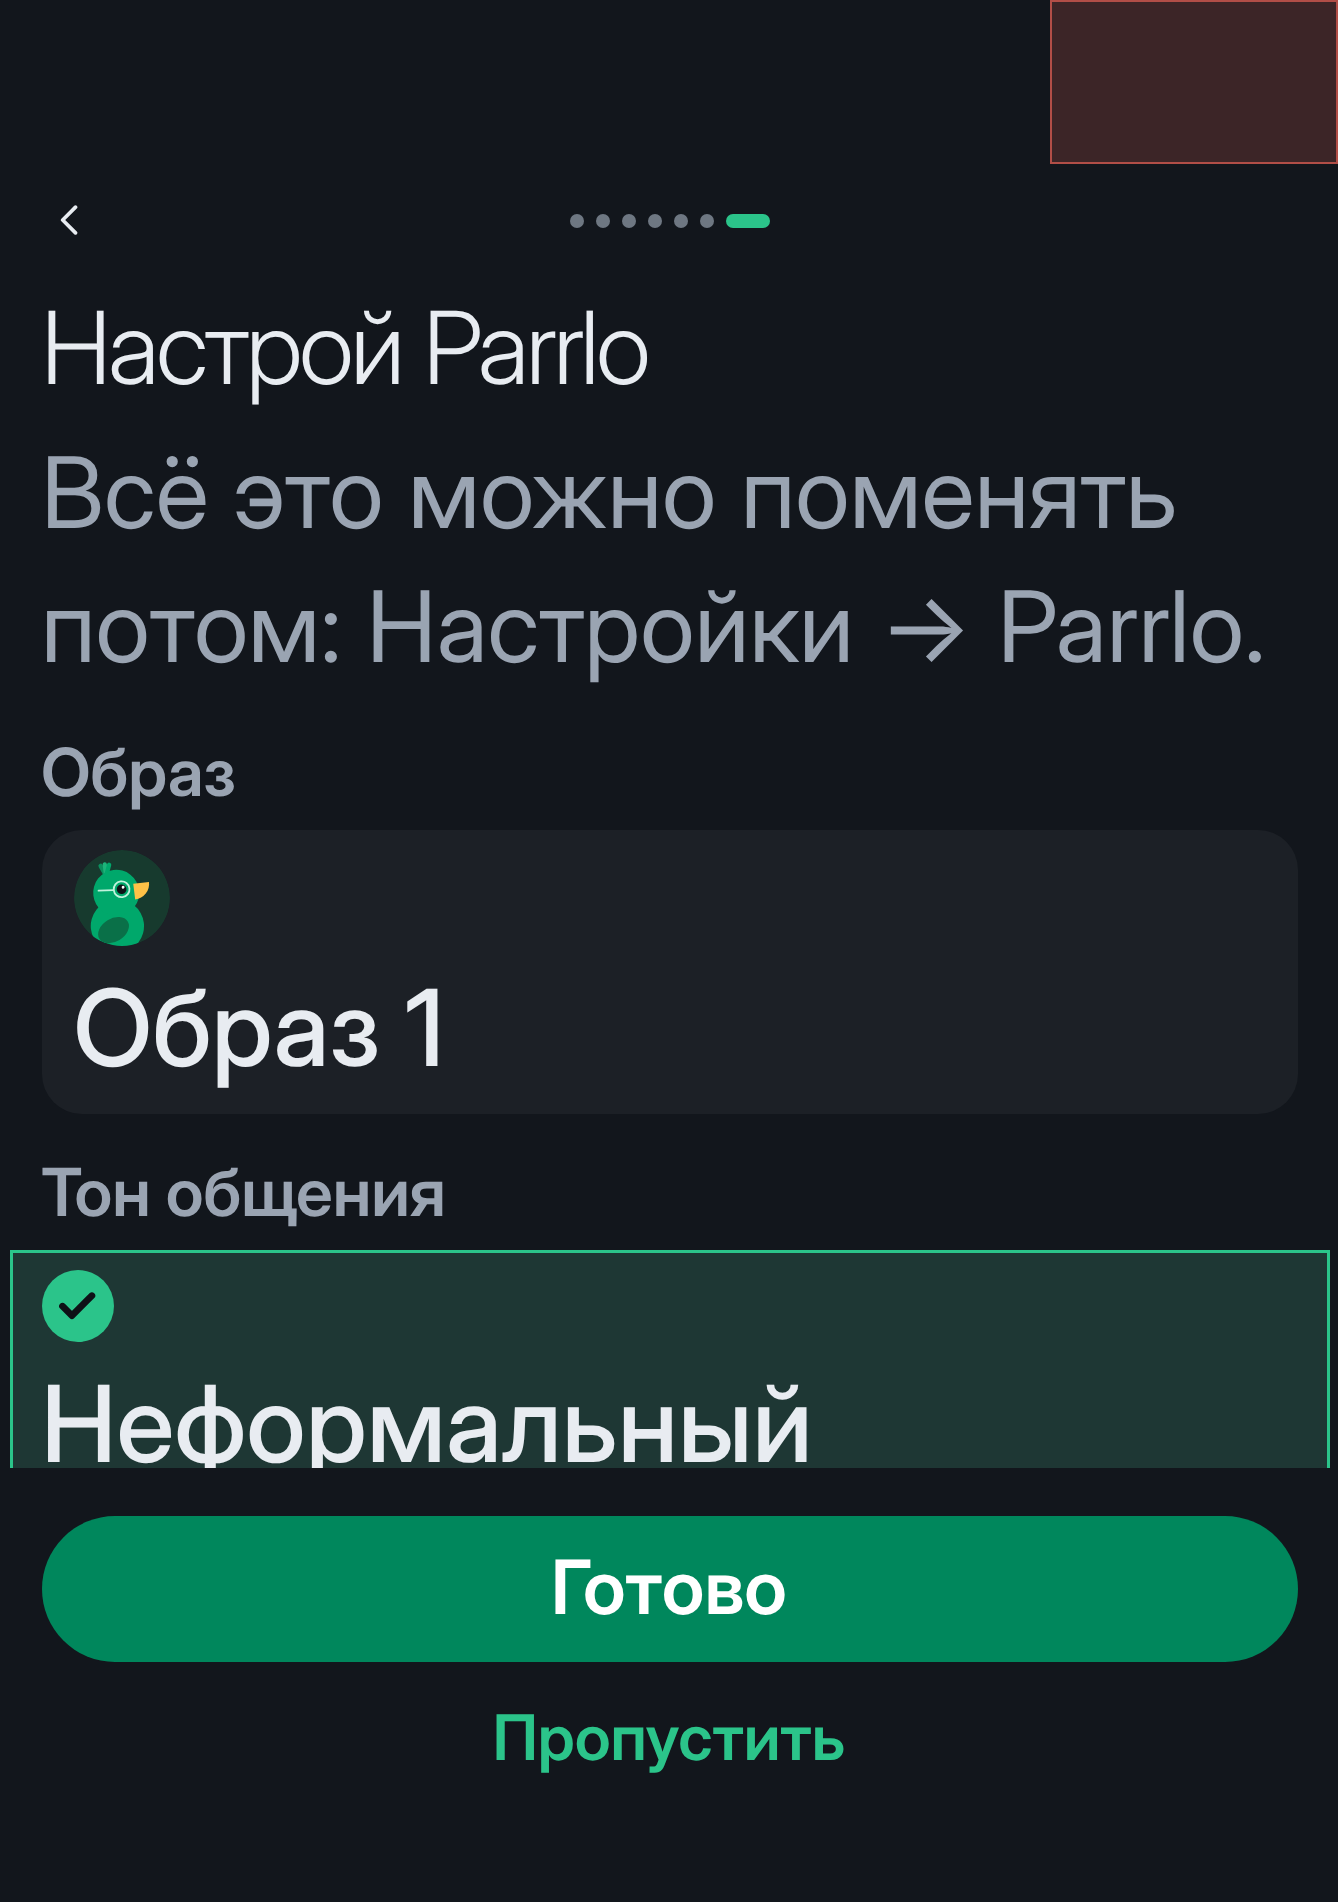 Настрой Parrlo
Всё это можно поменять
потом: Настройки → Parrlo.
Образ
Образ 1
Тон общения
Неформальный
Готово
Пропустить